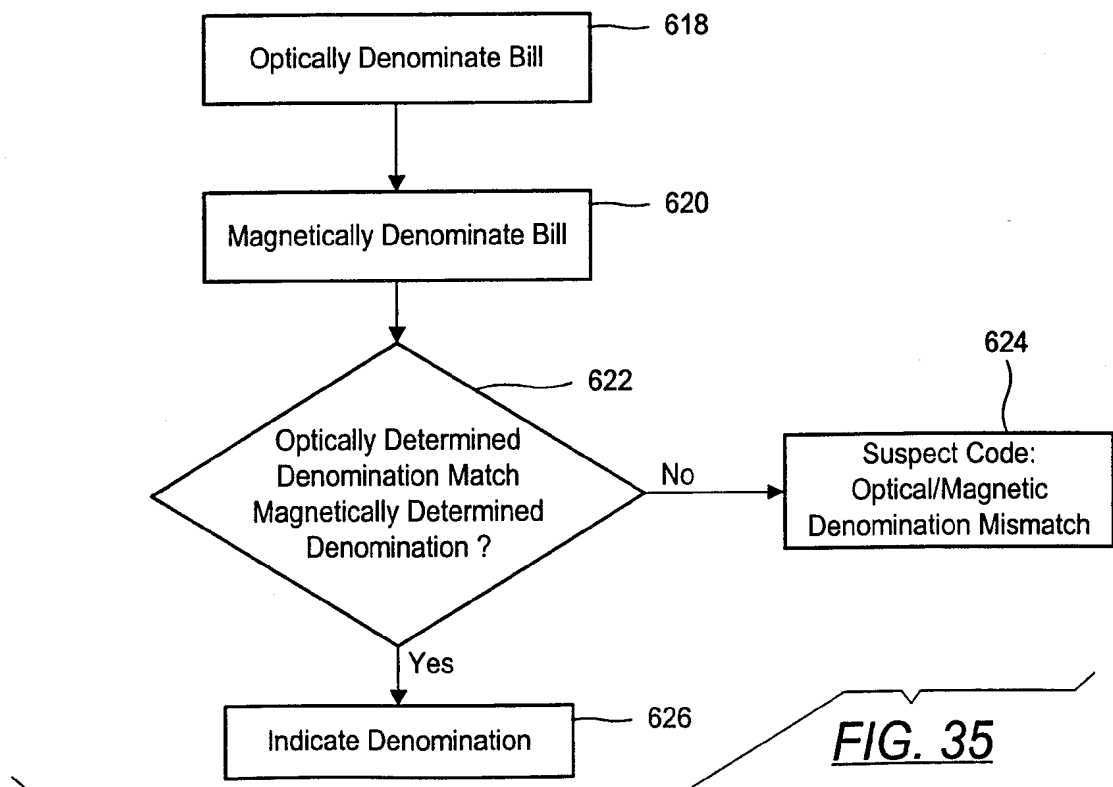 618
Optically Denominate Bill
620
Magnetically Denominate Bill
622
Optically Determined
Denomination Match
Magnetically Determined
Denomination ?
No
624
Suspect Code:
Optical/Magnetic
Denomination Mismatch
Yes
626
Indicate Denomination
FIG. 35